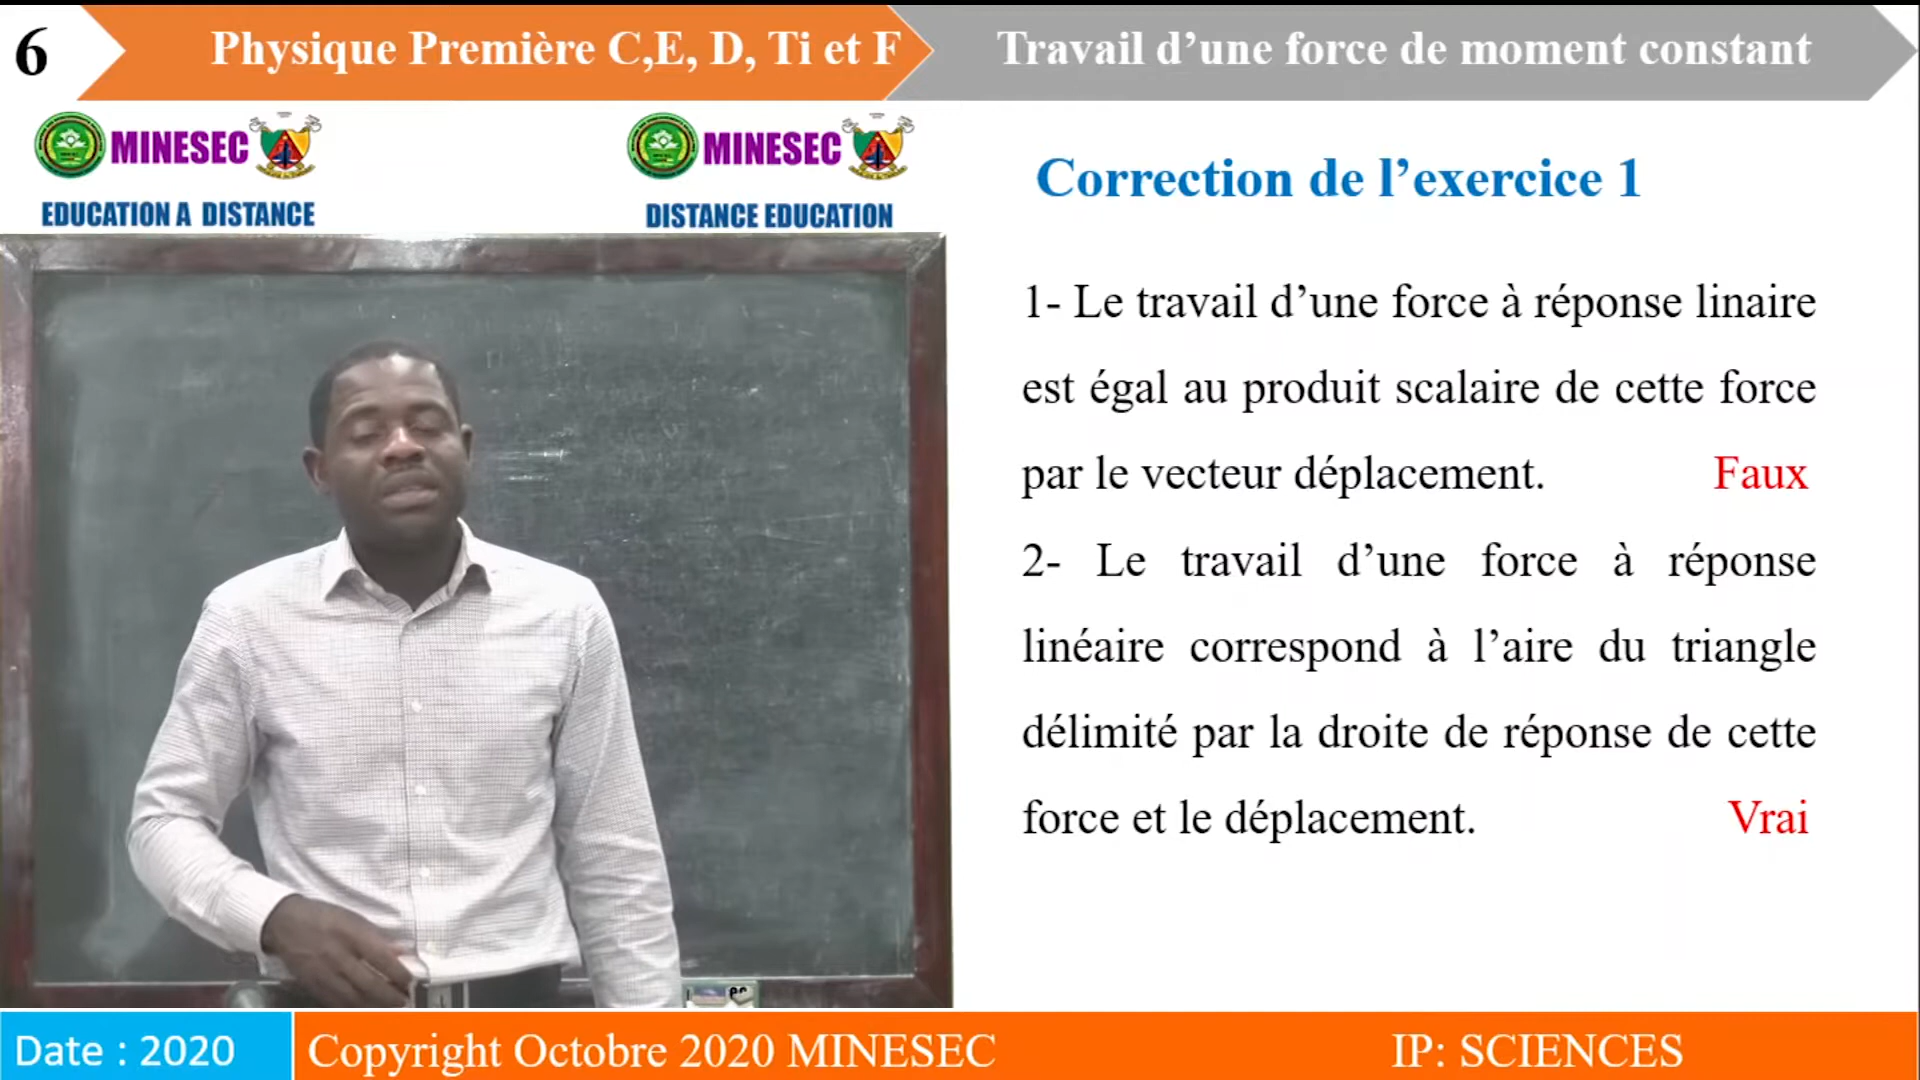 6
Physique Première C,E, D, Ti et F
Travail d’une force de moment constant
MINESEC
EDUCATION A DISTANCE
MINESEC
DISTANCE EDUCATION
Correction de l’exercice 1
1- Le travail d’une force à réponse linaire
est égal au produit scalaire de cette force
par le vecteur déplacement. Faux
2- Le travail d’une force à réponse
linéaire correspond à l’aire du triangle
délimité par la droite de réponse de cette
force et le déplacement. Vrai
Date : 2020
Copyright Octobre 2020 MINESEC
IP: SCIENCES